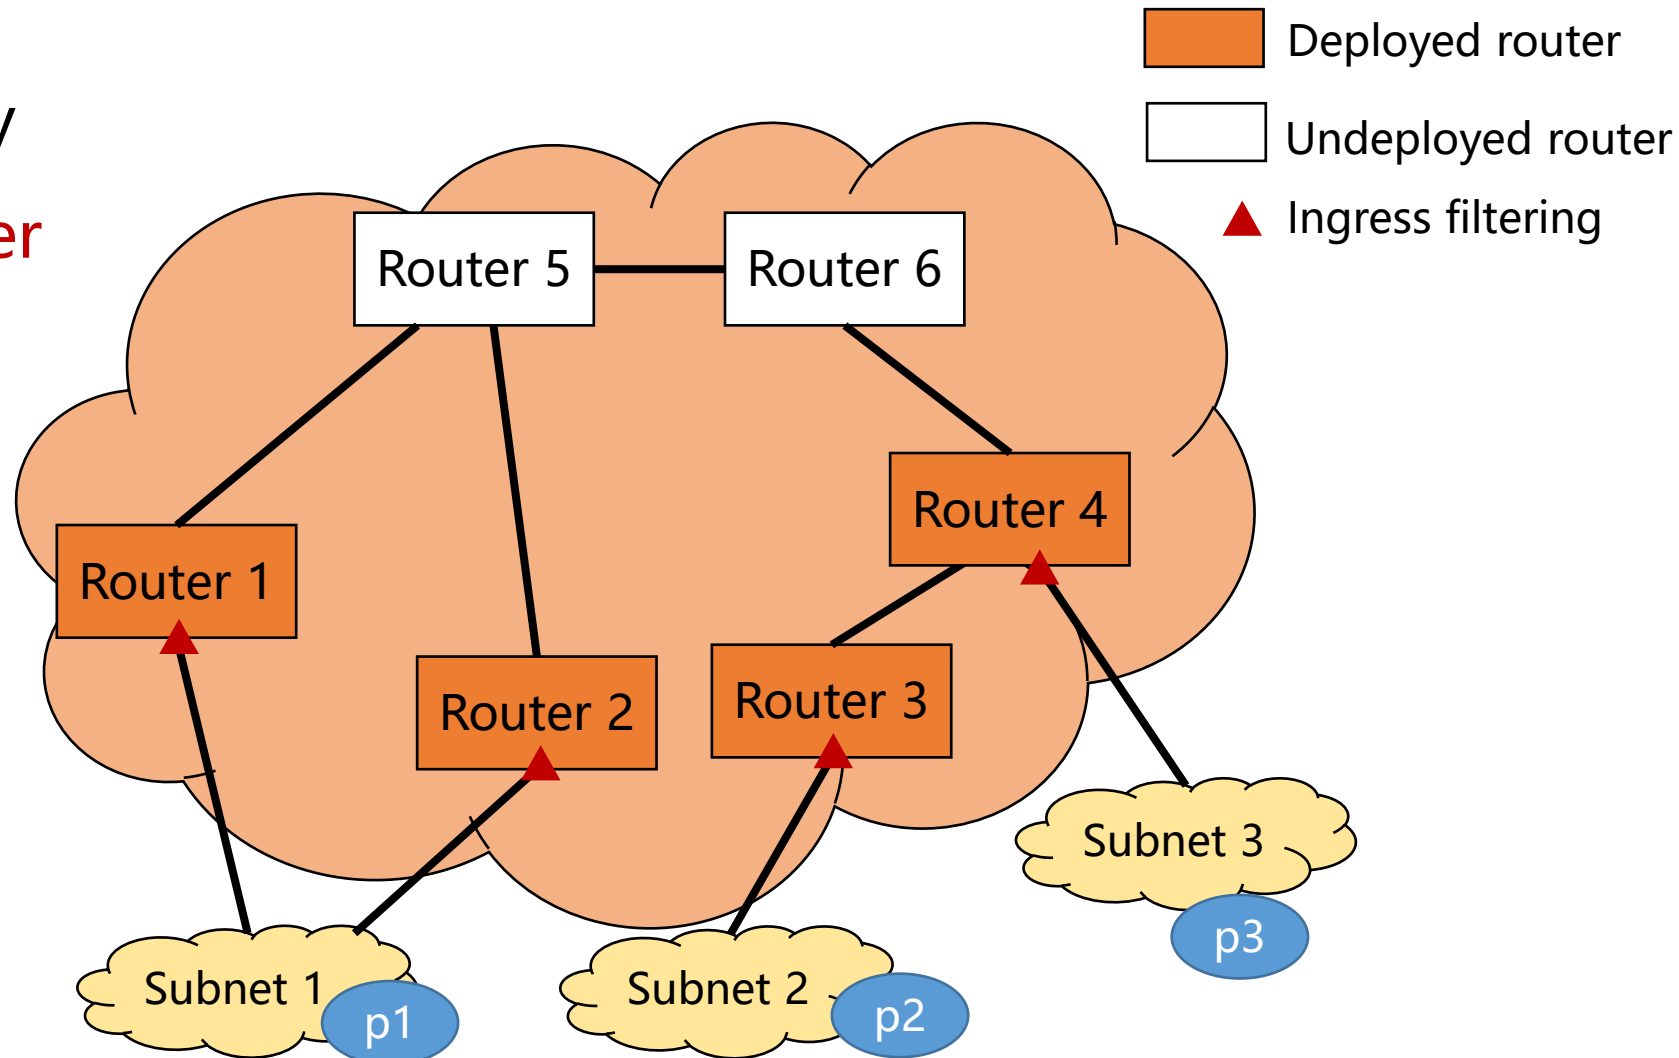 Deployed router
Undeployed router
Ingress filtering
Router 5
Router 6
Router 4
Router 1
Router 2
Router 3
Subnet 3
p3
Subnet 1
p1
Subnet 2
p2